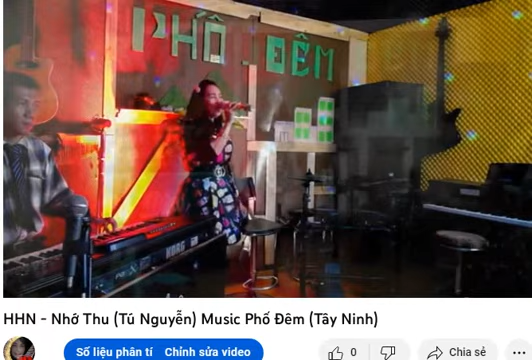 PHỐ ĐÊM
KORG
HHN - Nhớ Thu (Tú Nguyễn) Music Phố Đêm (Tây Ninh)
Số liệu phân tí Chỉnh sửa video 0 Chia sẻ